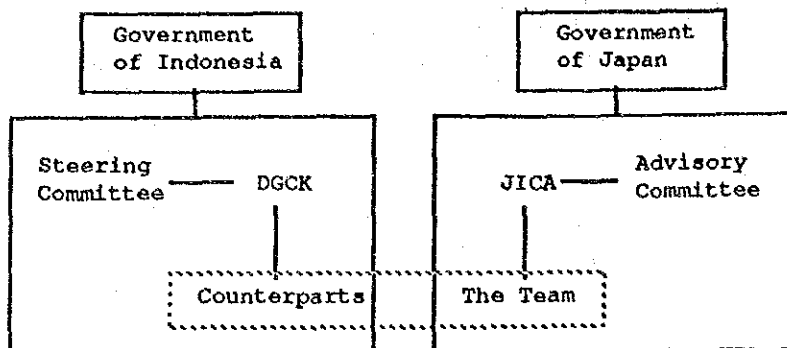 Government
of Indonesia
Government
of Japan
Steering
Committee
DGCK
JICA
Advisory
Committee
Counterparts
The Team